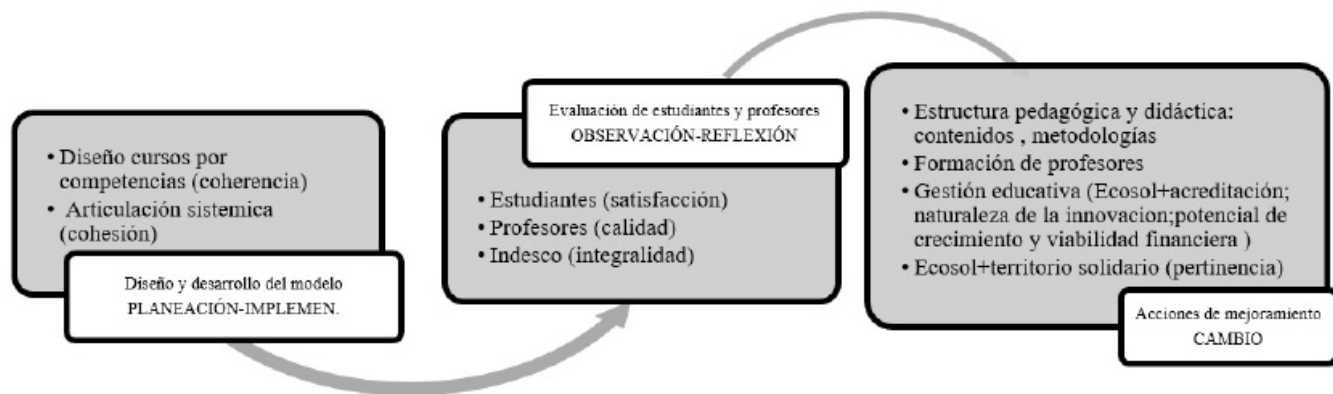 • Diseño cursos por
competencias (coherencia)
• Articulación sistemica
(cohesión)
Diseño y desarrollo del modelo
PLANEACIÓN-IMPLEMEN.
Evaluación de estudiantes y profesores
OBSERVACIÓN-REFLEXIÓN
• Estudiantes (satisfacción)
• Profesores (calidad)
• Indesco (integralidad)
• Estructura pedagógica y didáctica:
contenidos , metodologías
• Formación de profesores
• Gestión educativa (Ecosol+acreditación;
naturaleza de la innovacion;potencial de
crecimiento y viabilidad financiera )
• Ecosol+territorio solidario (pertinencia)
Acciones de mejoramiento
CAMBIO